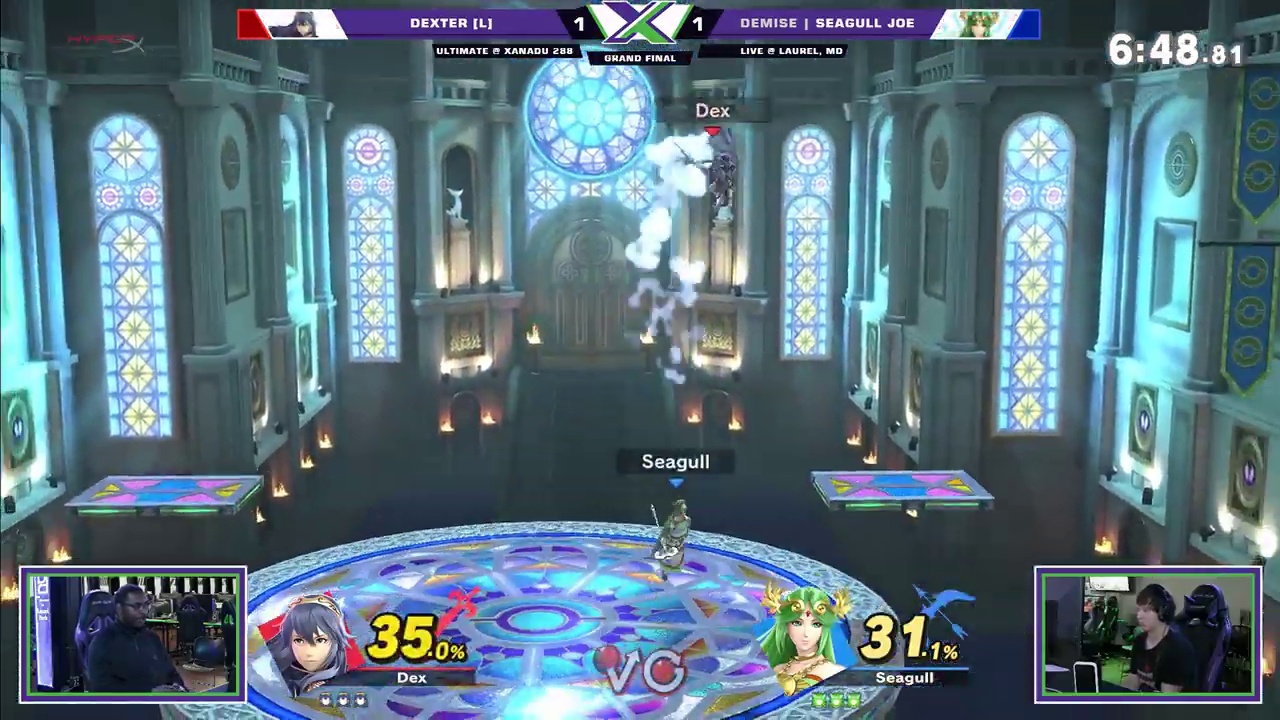 DEXTER [L] 1 1 DEMISE | SEAGULL JOE
ULTIMATE @ XANADU 288 LIVE @ LAUREL, MD
GRAND FINAL
6:48.81
Dex
Seagull
35.0% 31.1%
Dex Seagull